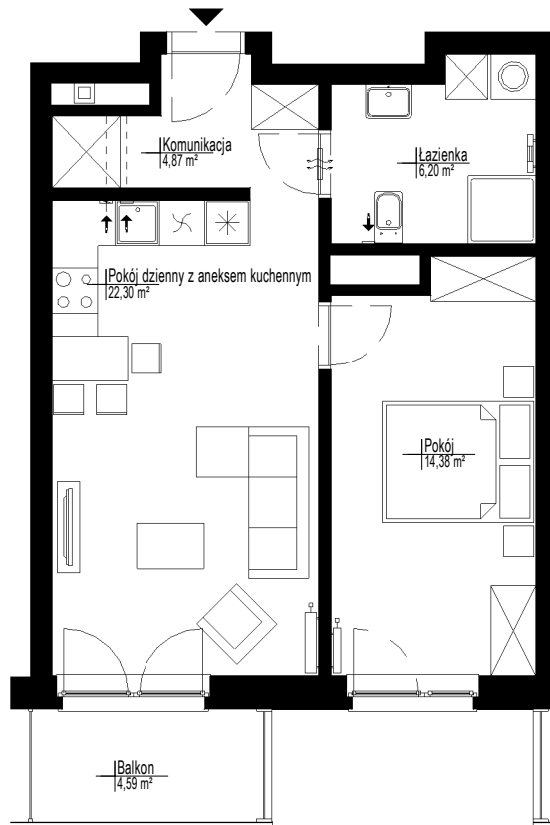 Komunikacja
4,87 m²
Łazienka
6,20 m²
Pokój dzienny z aneksem kuchennym
22,30 m²
Pokój
14,38 m²
Balkon
4,59 m²